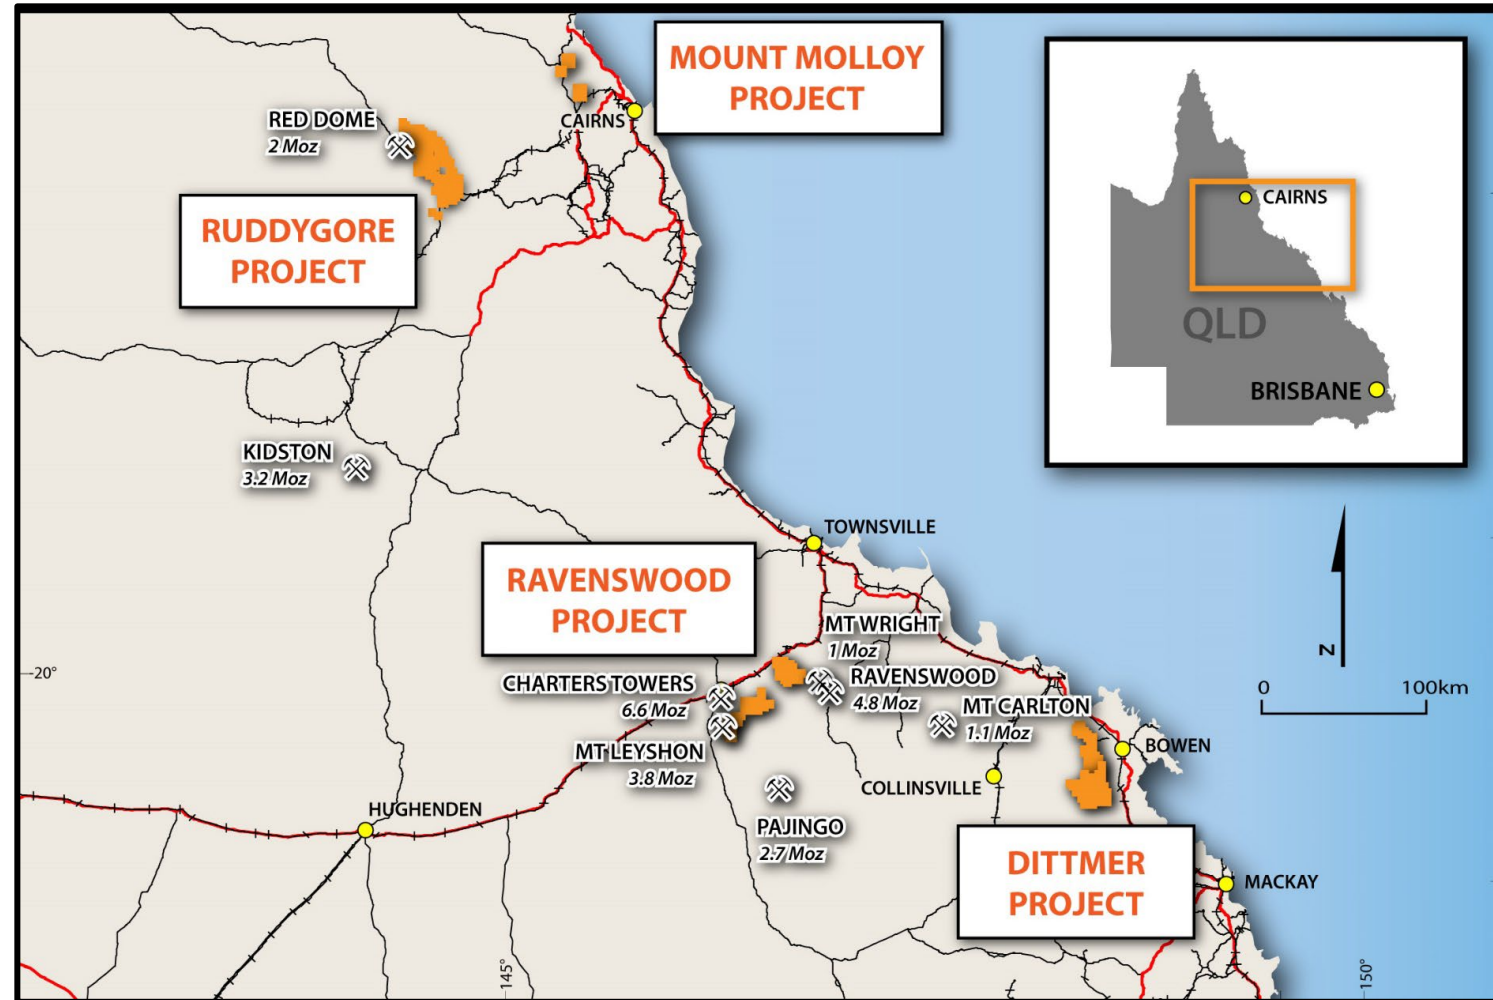 MOUNT MOLLOY
PROJECT
RED DOME
2 Moz
CAIRNS
RUDDYGORE
PROJECT
CAIRNS
QLD
BRISBANE
KIDSTON
3.2 Moz
TOWNSVILLE
RAVENSWOOD
PROJECT
MT WRIGHT
1 Moz
N
20°
CHARTERS TOWERS
6.6 Moz
RAVENSWOOD
4.8 Moz
0 100km
MT CARLTON
1.1 Moz
MT LEYSHON
3.8 Moz
BOWEN
COLLINSVILLE
HUGHENDEN
PAJINGO
2.7 Moz
DITTMER
PROJECT
MACKAY
145°
150°